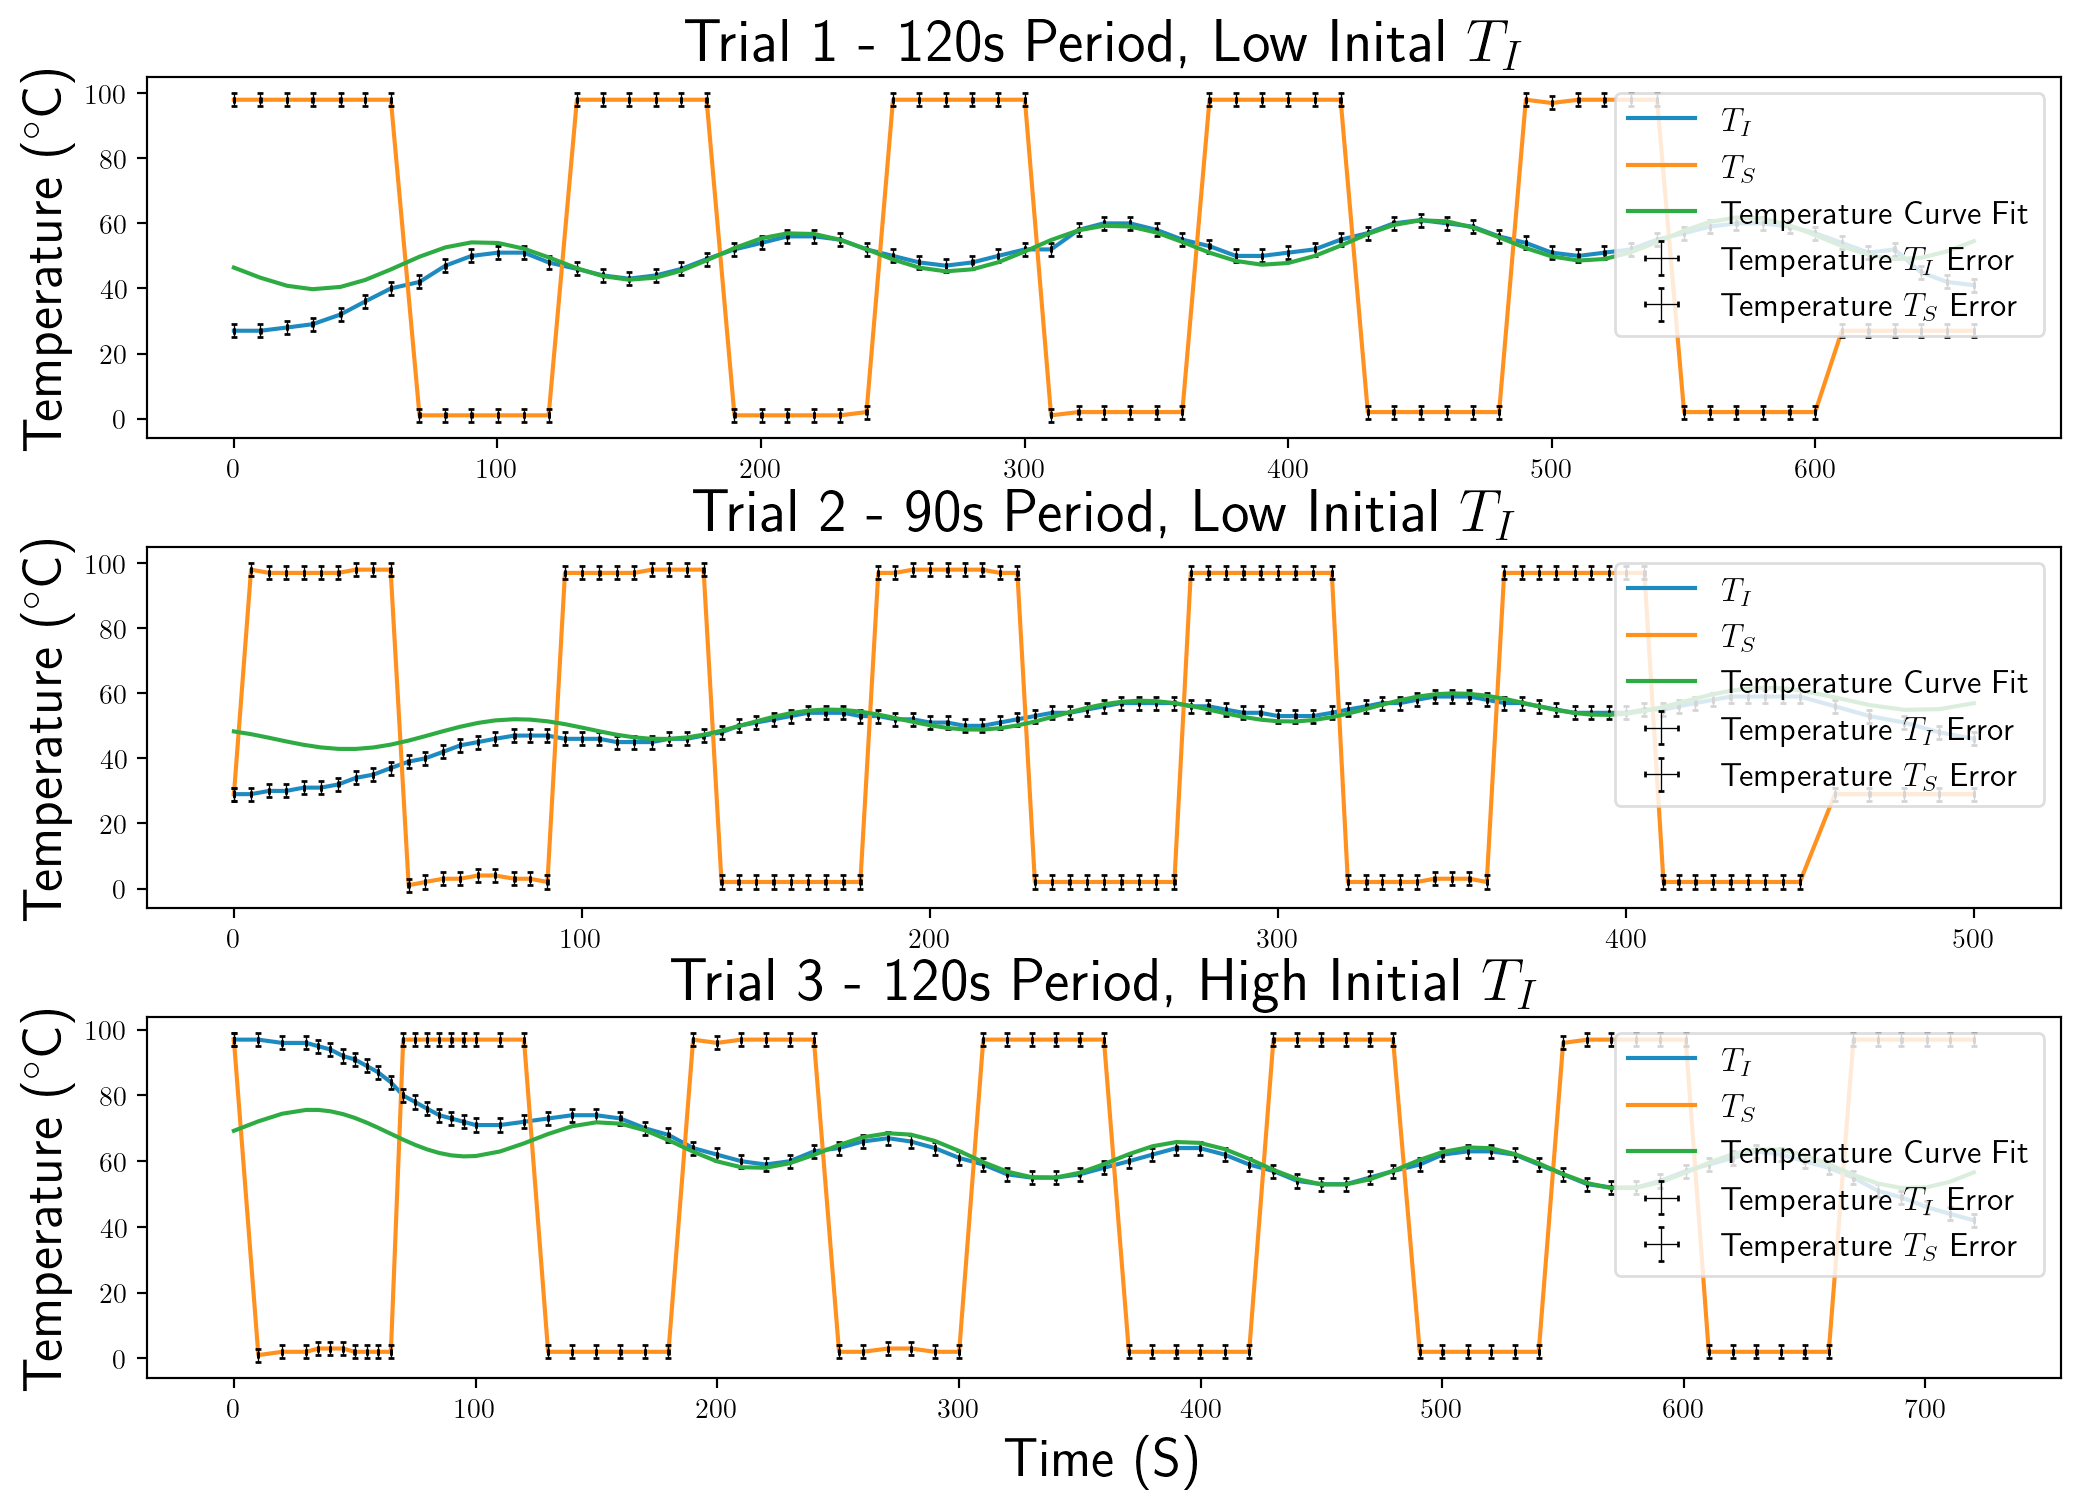 Trial 1 - 120s Period, Low Inital T_I
Temperature (°C)
100
80
60
40
20
0
T_I
T_S
Temperature Curve Fit
Temperature T_I Error
Temperature T_S Error
0 100 200 300 400 500 600
Trial 2 - 90s Period, Low Initial T_I
Temperature (°C)
100
80
60
40
20
0
T_I
T_S
Temperature Curve Fit
Temperature T_I Error
Temperature T_S Error
0 100 200 300 400 500
Trial 3 - 120s Period, High Initial T_I
Temperature (°C)
100
80
60
40
20
0
T_I
T_S
Temperature Curve Fit
Temperature T_I Error
Temperature T_S Error
0 100 200 300 400 500 600 700
Time (S)